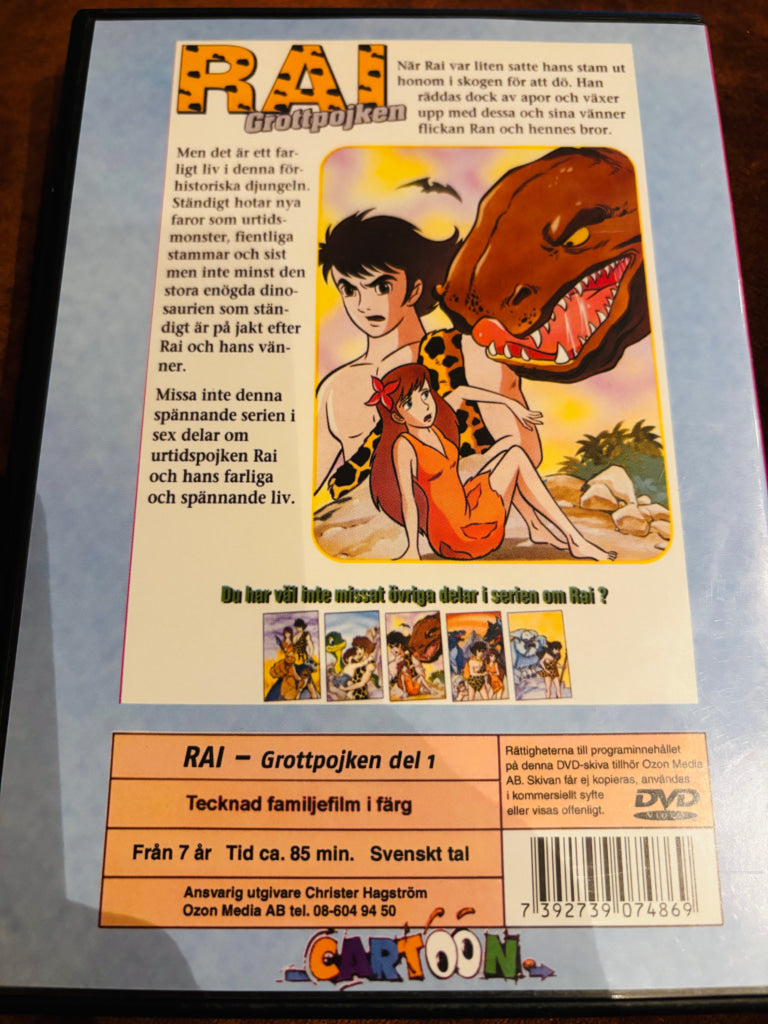 RAI
Grottpojken
När Rai var liten satte hans stam ut
honom i skogen för att dö. Han
räddas dock av apor och växer
upp med dessa och sina vänner
flickan Ran och hennes bror.
Men det är ett far-
ligt liv i denna för-
historiska djungeln.
Ständigt hotar nya
faror som urtids-
monster, fientliga
stammar och sist
men inte minst den
stora enögda dino-
saurien som stän-
digt är på jakt efter
Rai och hans vän-
ner.
Missa inte denna
spännande serien i
sex delar om
urtidspojken Rai
och hans farliga
och spännande liv.
Du har väl inte missat övriga delar i serien om Rai ?
RAI – Grottpojken del 1
Tecknad familjefilm i färg
Från 7 år Tid ca. 85 min. Svenskt tal
Ansvarig utgivare Christer Hagström
Ozon Media AB tel. 08-604 94 50
Rättigheterna till programinnehållet
på denna DVD-skiva tillhör Ozon Media
AB. Skivan får ej kopieras, användas
i kommersiellt syfte
eller visas offenligt.
DVD
VIDEO
7 392739 074869
CARTOON